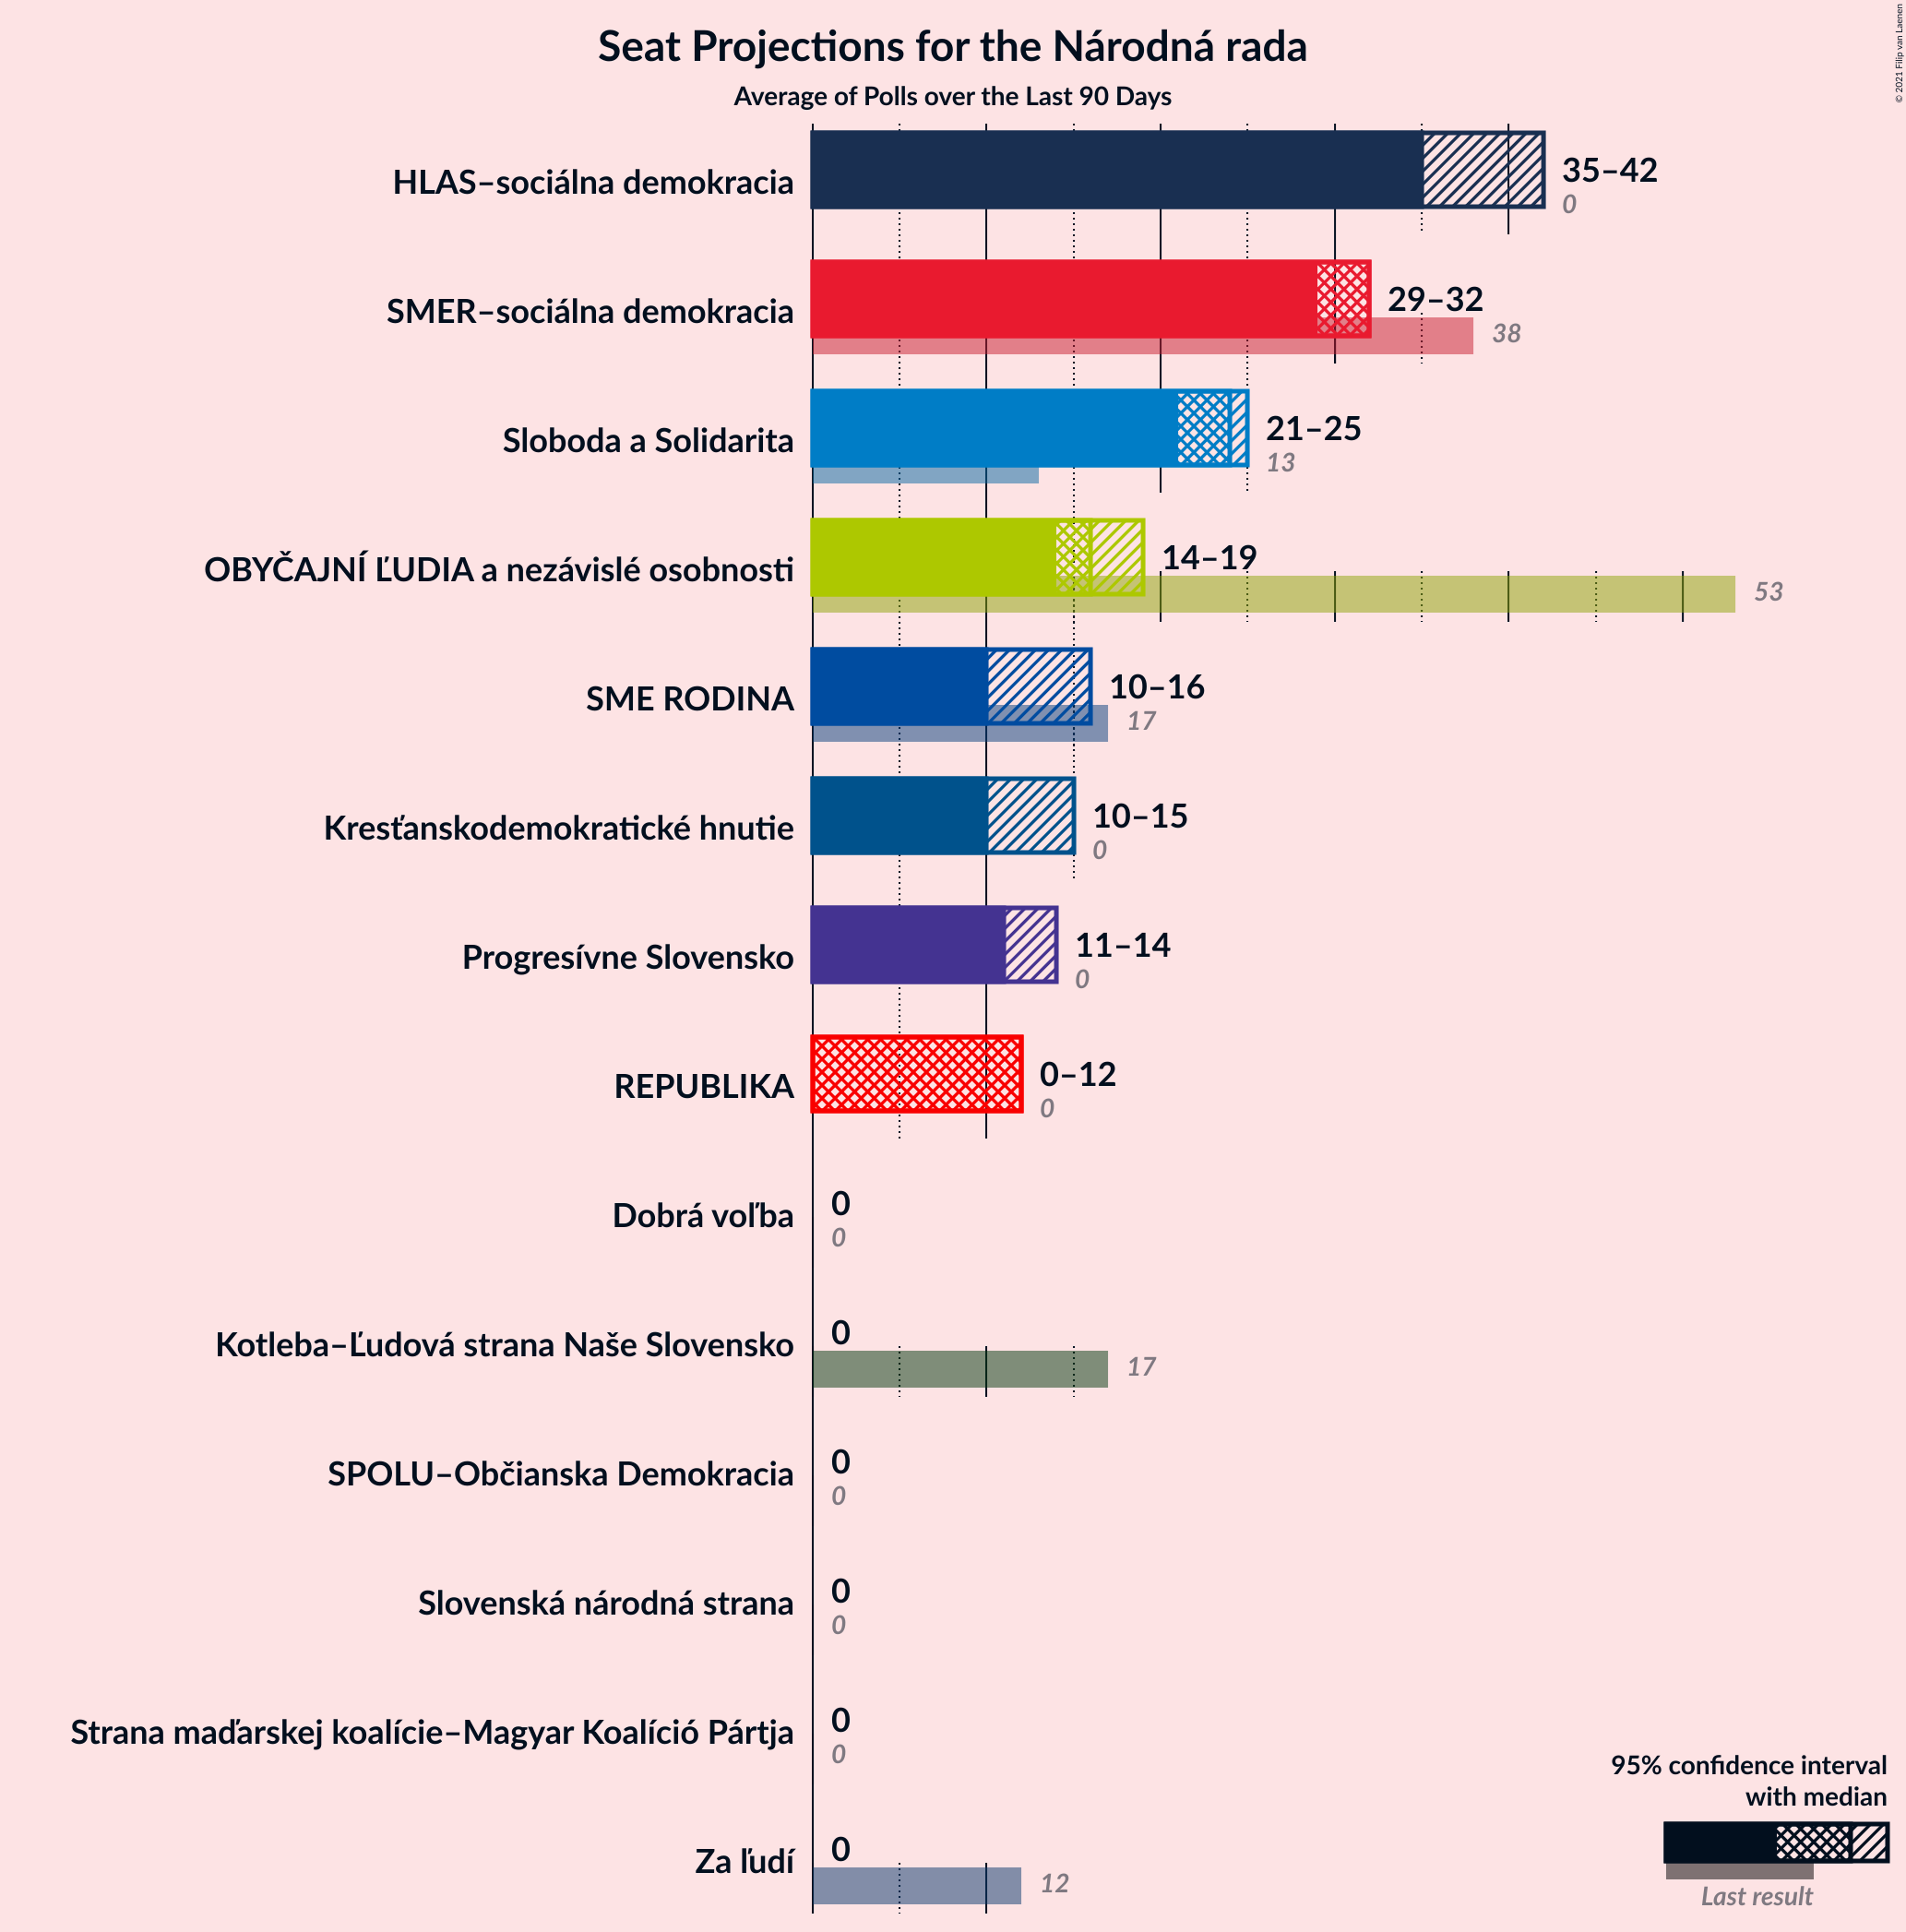 Seat Projections for the Národná rada
Average of Polls over the Last 90 Days
© 2021 Filip van Laenen
HLAS–sociálna demokracia
35–42
0
SMER–sociálna demokracia
29–32
38
Sloboda a Solidarita
21–25
13
OBYČAJNÍ ĽUDIA a nezávislé osobnosti
14–19
53
SME RODINA
10–16
17
Kresťanskodemokratické hnutie
10–15
0
Progresívne Slovensko
11–14
0
REPUBLIKA
0–12
0
Dobrá voľba
0
0
Kotleba–Ľudová strana Naše Slovensko
0
17
SPOLU–Občianska Demokracia
0
0
Slovenská národná strana
0
0
Strana maďarskej koalície–Magyar Koalíció Pártja
0
0
Za ľudí
0
12
95% confidence interval
with median
Last result